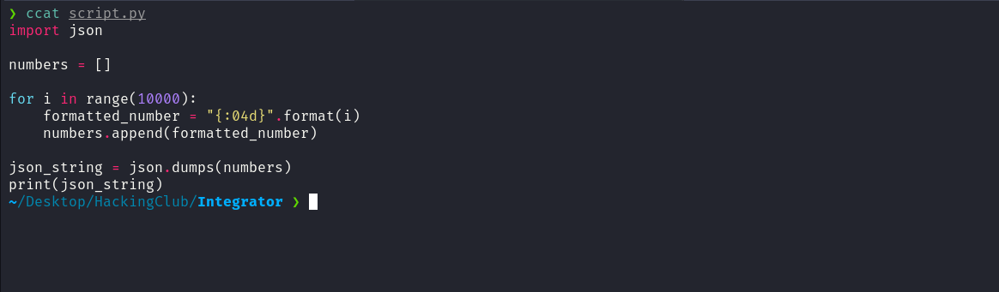 ❯ ccat script.py
import json

numbers = []

for i in range(10000):
    formatted_number = "{:04d}".format(i)
    numbers.append(formatted_number)

json_string = json.dumps(numbers)
print(json_string)
~/Desktop/HackingClub/Integrator ❯